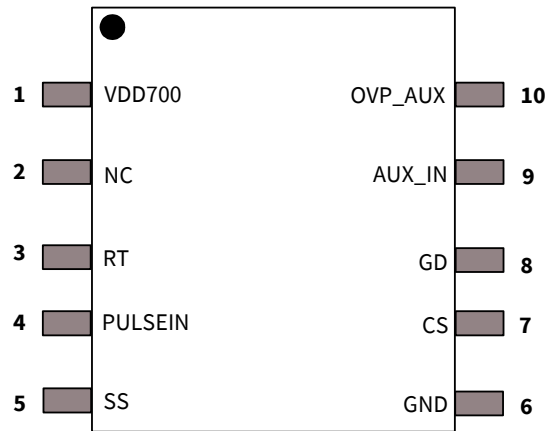 1 VDD700 OVP_AUX 10
2 NC AUX_IN 9
3 RT GD 8
4 PULSEIN CS 7
5 SS GND 6